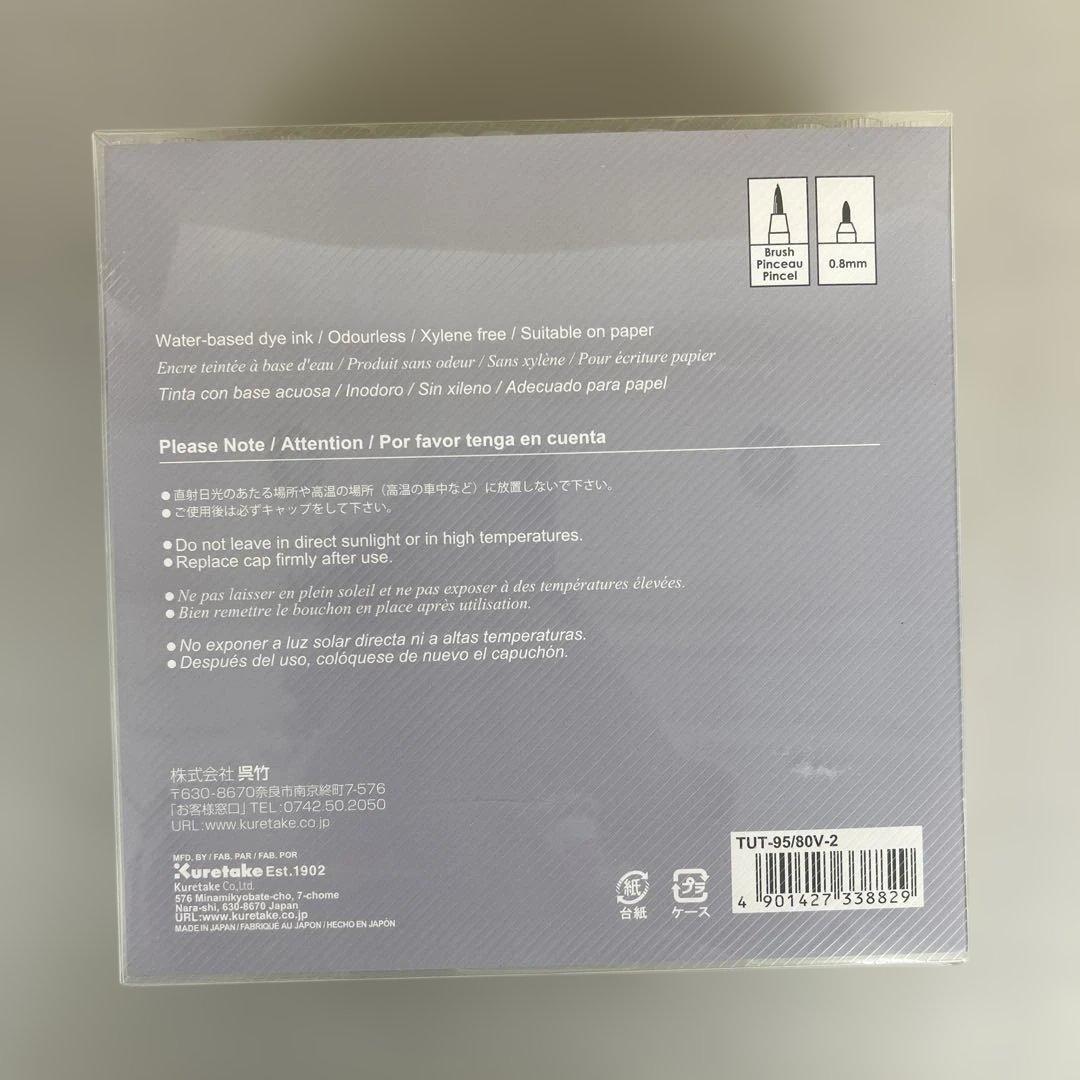 Brush
Pinceau
Pincel
0.8mm
Water-based dye ink / Odourless / Xylene free / Suitable on paper
Encre teintée à base d'eau / Produit sans odeur / Sans xylène / Pour écriture papier
Tinta con base acuosa / Inodoro / Sin xileno / Adecuado para papel
Please Note / Attention / Por favor tenga en cuenta
●直射日光のあたる場所や高温の場所（高温の車中など）に放置しないで下さい。
●ご使用後は必ずキャップをして下さい。
●Do not leave in direct sunlight or in high temperatures.
●Replace cap firmly after use.
●Ne pas laisser en plein soleil et ne pas exposer à des températures élevées.
●Bien remettre le bouchon en place après utilisation.
●No exponer a luz solar directa ni a altas temperaturas.
●Después del uso, colóquese de nuevo el capuchón.
株式会社 呉竹
〒630-8670奈良市南京終町7-576
「お客様窓口」TEL:0742.50.2050
URL:www.kuretake.co.jp
MFD. BY / FAB. PAR / FAB. POR
Kuretake Est.1902
Kuretake Co,Ltd.
576 Minamikyobate-cho, 7-chome
Nara-shi, 630-8670 Japan
URL:www.kuretake.co.jp
MADE IN JAPAN / FABRIQUÉ AU JAPON / HECHO EN JAPÓN
紙
台紙
プラ
ケース
TUT-95/80V-2
4 901427 338829